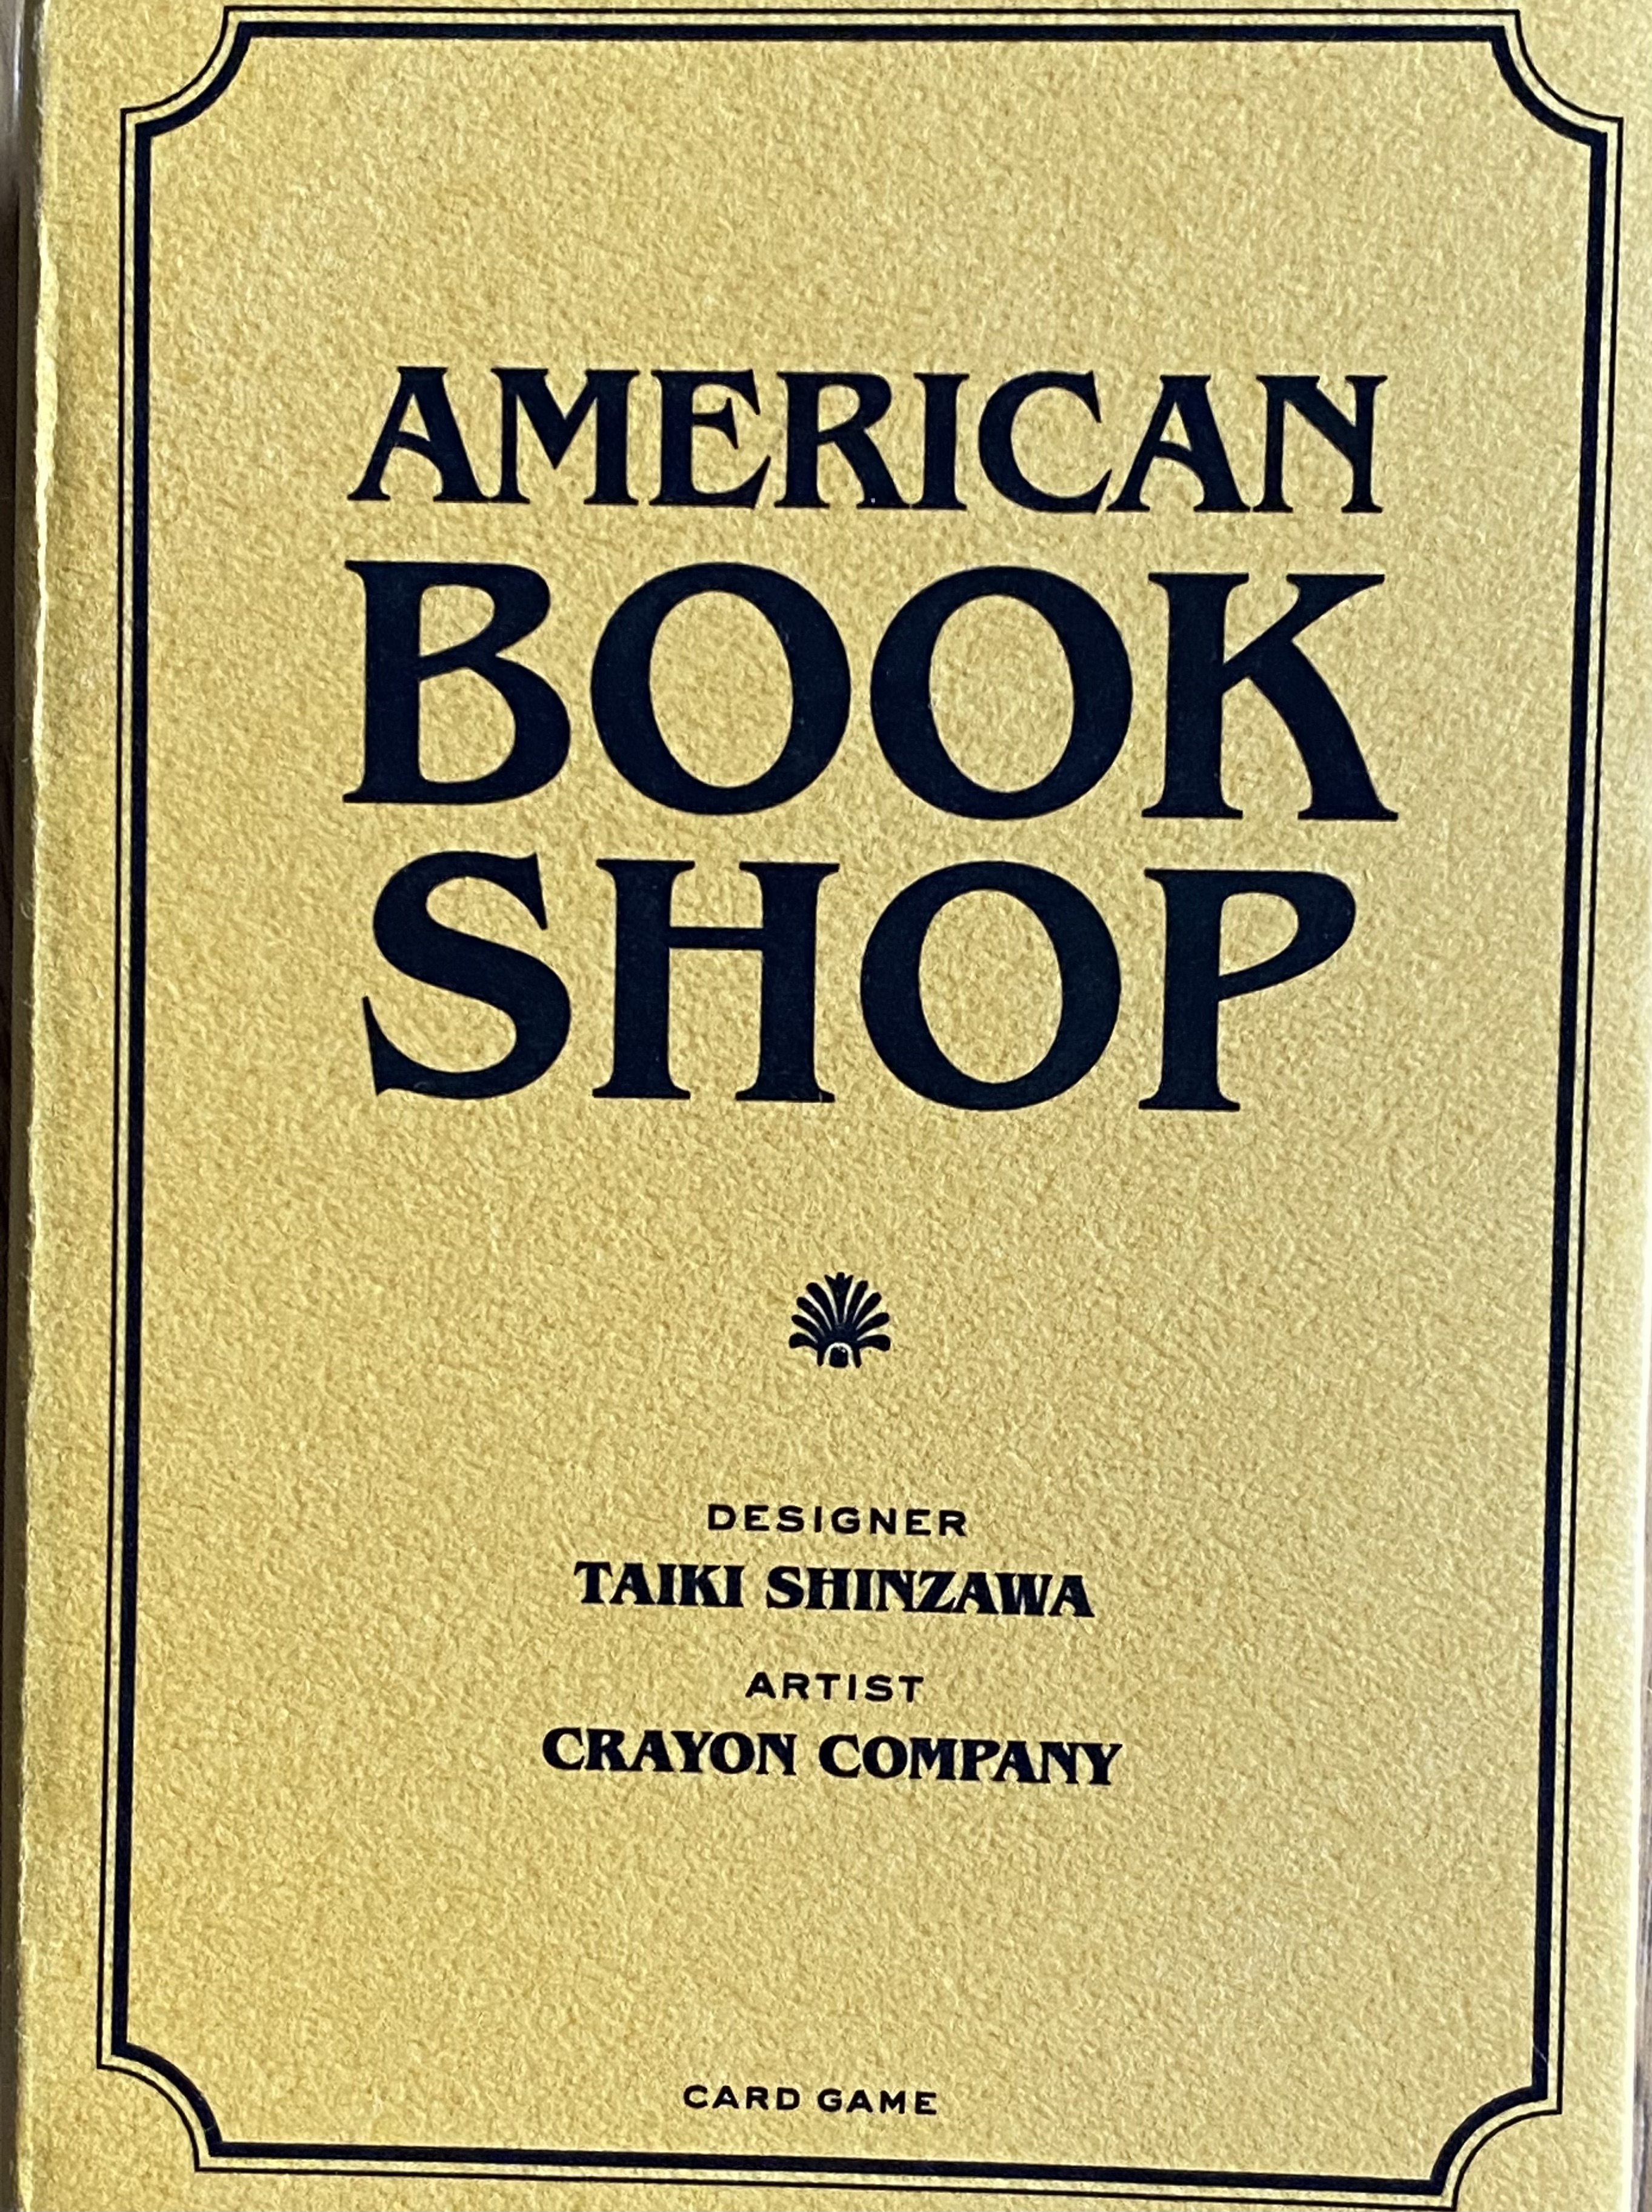 AMERICAN
BOOK
SHOP
DESIGNER
TAIKI SHINZAWA
ARTIST
CRAYON COMPANY
CARD GAME